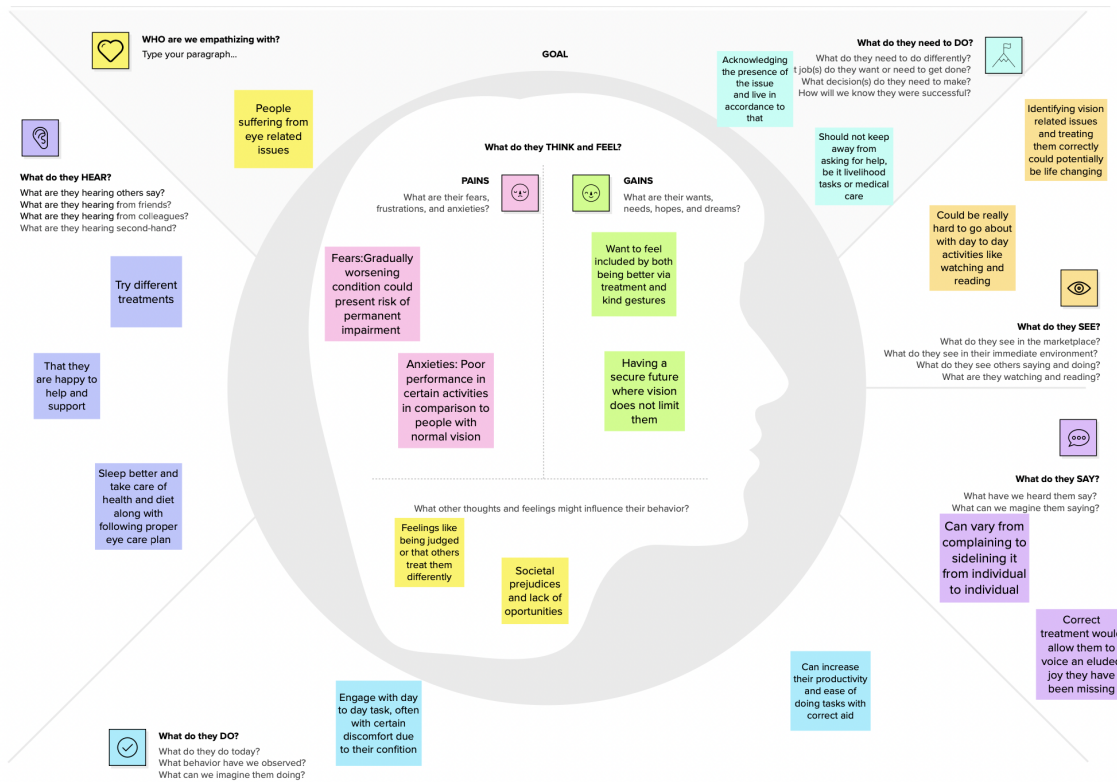 WHO are we empathizing with?
Type your paragraph...
People
suffering from
eye related
issues
GOAL
What do they need to DO?
What do they need to do differently?
t job(s) do they want or need to get done?
What decision(s) do they need to make?
How will we know they were successful?
Acknowledging
the presence of
the issue
and live in
accordance to
that
Should not keep
away from
asking for help,
be it livelihood
tasks or medical
care
Identifying vision
related issues
and treating
them correctly
could potentially
be life changing
Could be really
hard to go about
with day to day
activities like
watching and
reading
What do they SEE?
What do they see in the marketplace?
What do they see in their immediate environment?
What do they see others saying and doing?
What are they watching and reading?
What do they SAY?
What have we heard them say?
What can we magine them saying?
Can vary from
complaining to
sidelining it
from individual
to individual
Correct
treatment woul
allow them to
voice an elude
joy they have
been missing
What do they DO?
What do they do today?
What behavior have we observed?
What can we imagine them doing?
Engage with day
to day task, often
with certain
discomfort due
to their confition
Can increase
their productivity
and ease of
doing tasks with
correct aid
What do they HEAR?
What are they hearing others say?
What are they hearing from friends?
What are they hearing from colleagues?
What are they hearing second-hand?
Try different
treatments
That they
are happy to
help and
support
Sleep better and
take care of
health and diet
along with
following proper
eye care plan
What do they THINK and FEEL?
PAINS
What are their fears,
frustrations, and anxieties?
Fears:Gradually
worsening
condition could
present risk of
permanent
impairment
Anxieties: Poor
performance in
certain activities
in comparison to
people with
normal vision
GAINS
What are their wants,
needs, hopes, and dreams?
Want to feel
included by both
being better via
treatment and
kind gestures
Having a
secure future
where vision
does not limit
them
What other thoughts and feelings might influence their behavior?
Feelings like
being judged
or that others
treat them
differently
Societal
prejudices
and lack of
oportunities